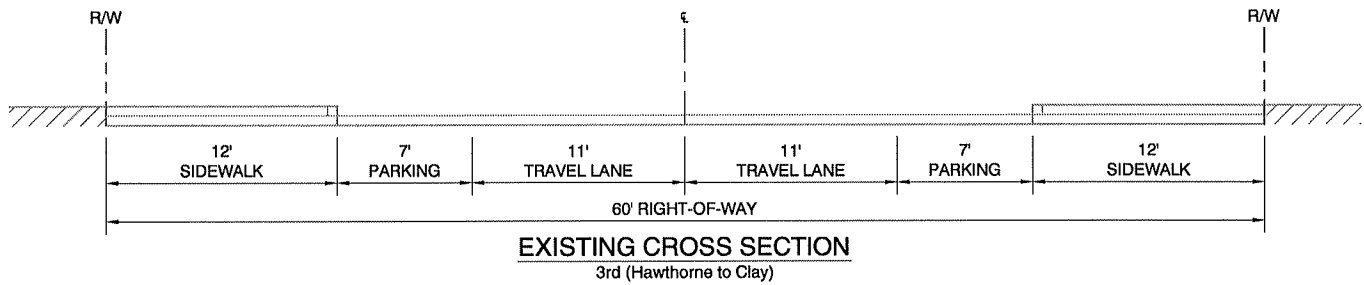 R/W ℄ R/W
12' 7' 11' 11' 7' 12'
SIDEWALK PARKING TRAVEL LANE TRAVEL LANE PARKING SIDEWALK
60' RIGHT-OF-WAY
EXISTING CROSS SECTION
3rd (Hawthorne to Clay)